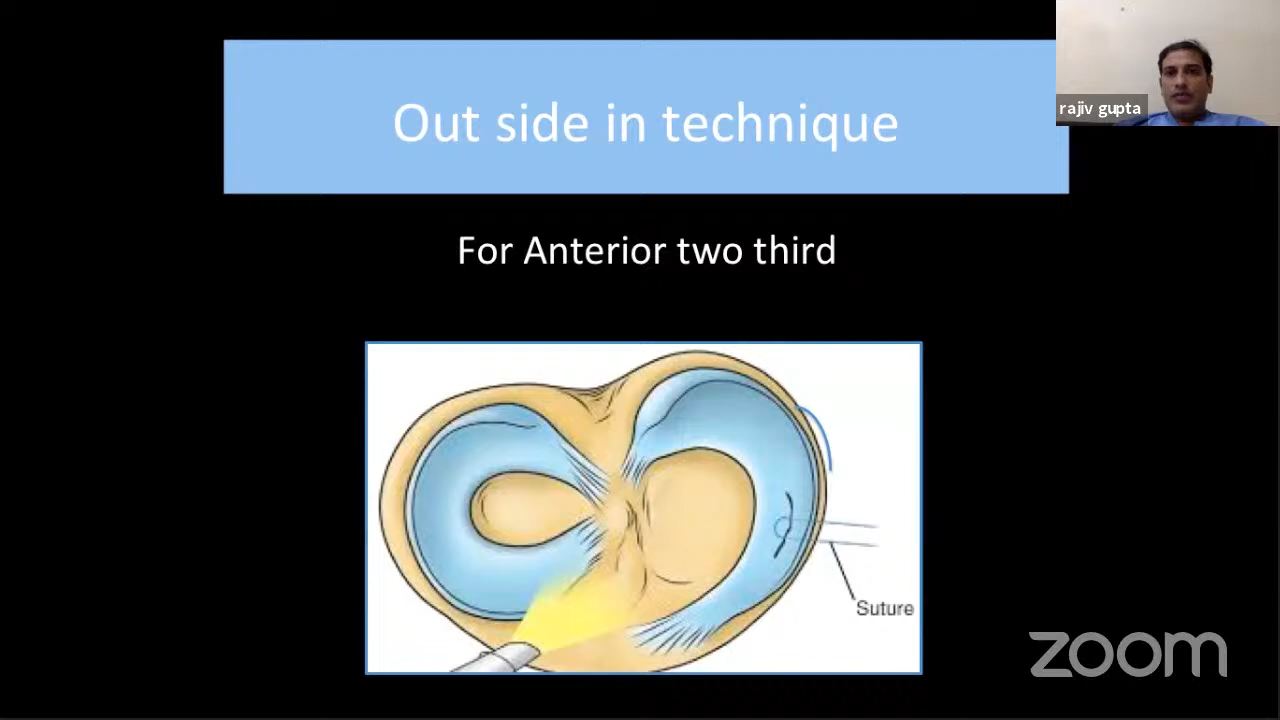 Out side in technique
rajiv gupta
For Anterior two third
Suture
zoom